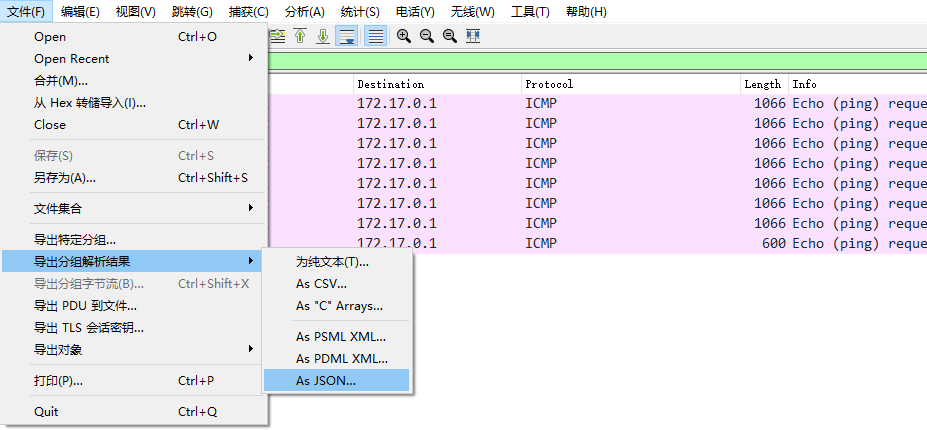 文件(F) 编辑(E) 视图(V) 跳转(G) 捕获(C) 分析(A) 统计(S) 电话(Y) 无线(W) 工具(T) 帮助(H)
Open Ctrl+O
Open Recent
合并(M)...
从 Hex 转储导入(I)...
Close Ctrl+W
保存(S) Ctrl+S
另存为(A)... Ctrl+Shift+S
文件集合
导出特定分组...
导出分组解析结果
导出分组字节流(B)... Ctrl+Shift+X
导出 PDU 到文件...
导出 TLS 会话密钥...
导出对象
打印(P)... Ctrl+P
Quit Ctrl+Q
为纯文本(T)...
As CSV...
As "C" Arrays...
As PSML XML...
As PDML XML...
As JSON...
Destination Protocol Length Info
172.17.0.1 ICMP 1066 Echo (ping) reque
172.17.0.1 ICMP 1066 Echo (ping) reque
172.17.0.1 ICMP 1066 Echo (ping) reque
172.17.0.1 ICMP 1066 Echo (ping) reque
172.17.0.1 ICMP 1066 Echo (ping) reque
172.17.0.1 ICMP 1066 Echo (ping) reque
172.17.0.1 ICMP 1066 Echo (ping) reque
172.17.0.1 ICMP 600 Echo (ping) reque